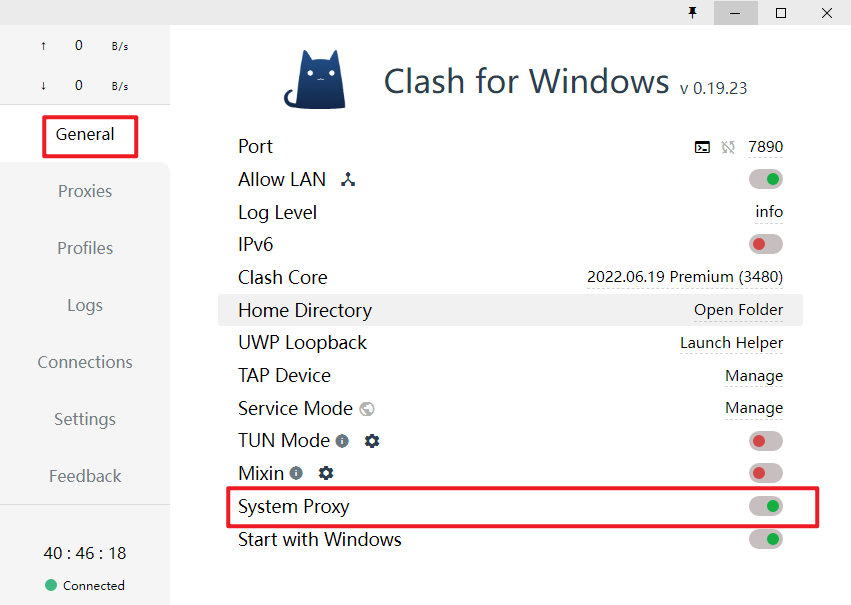 ↑ 0 B/s
↓ 0 B/s
General
Proxies
Profiles
Logs
Connections
Settings
Feedback
40 : 46 : 18
Connected
Clash for Windows v 0.19.23
Port 7890
Allow LAN
Log Level info
IPv6
Clash Core 2022.06.19 Premium (3480)
Home Directory Open Folder
UWP Loopback Launch Helper
TAP Device Manage
Service Mode Manage
TUN Mode
Mixin
System Proxy
Start with Windows